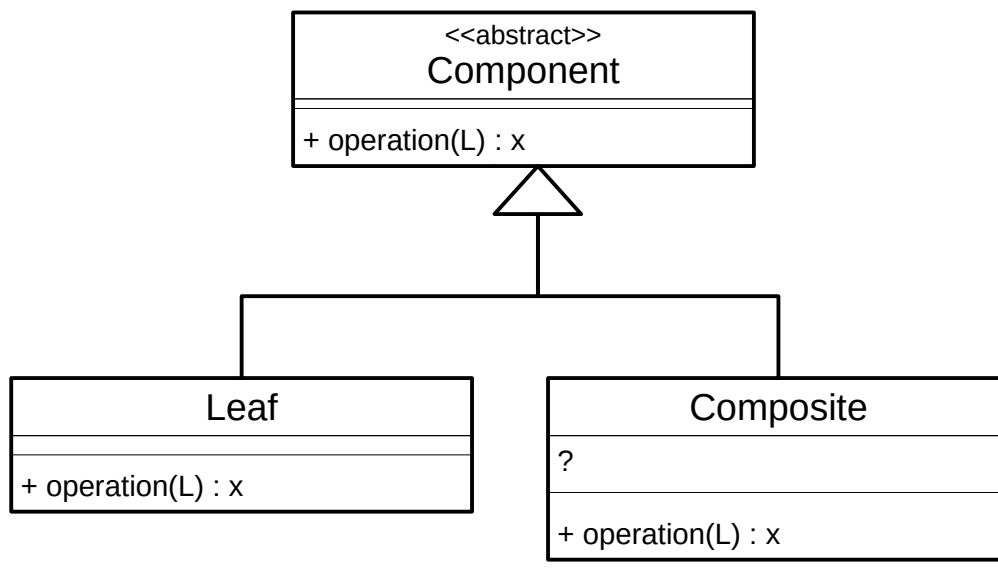 <<abstract>>
Component
+ operation(L) : x
Leaf
+ operation(L) : x
Composite
?
+ operation(L) : x